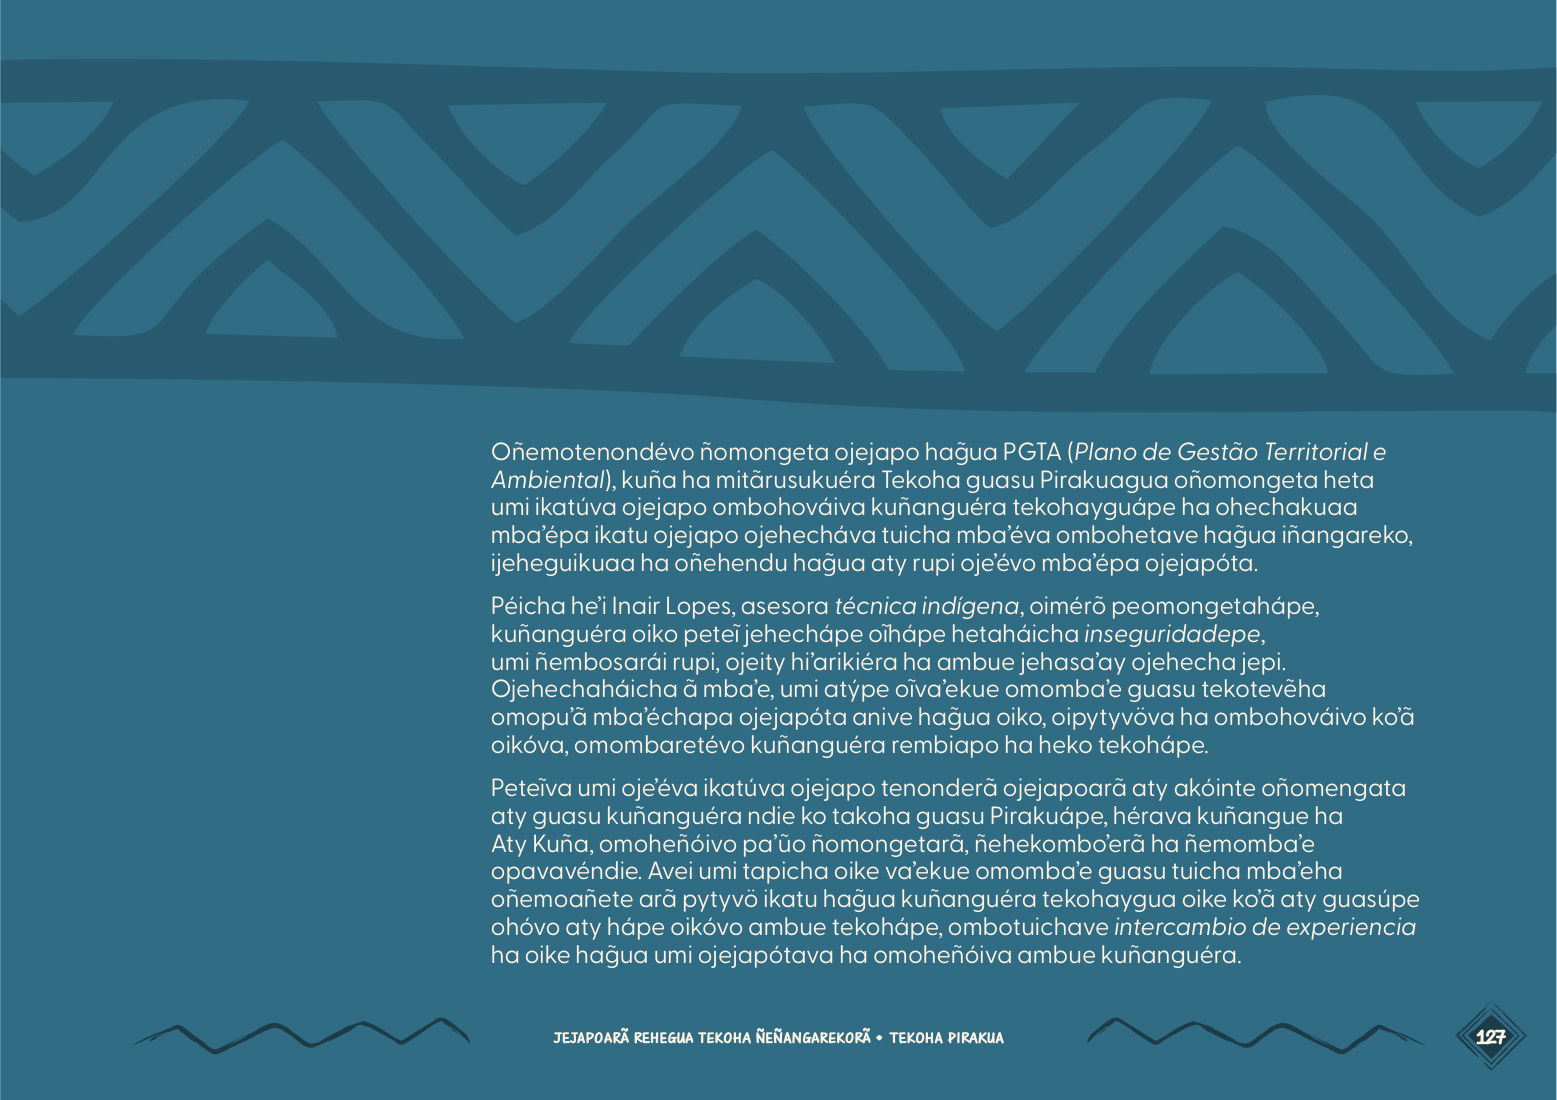 Oñemotenondévo ñomongeta ojejapo hag̃ua PGTA (Plano de Gestão Territorial e
Ambiental), kuña ha mitãrusukuéra Tekoha guasu Pirakuagua oñomongeta heta
umi ikatúva ojejapo ombohováiva kuñanguéra tekohayguápe ha ohechakuaa
mba’épa ikatu ojejapo ojehecháva tuicha mba’éva ombohetave hag̃ua iñangareko,
ijeheguikuaa ha oñehendu hag̃ua aty rupi oje’évo mba’épa ojejapóta.
Péicha he’i Inair Lopes, asesora técnica indígena, oimérõ peomongetahápe,
kuñanguéra oiko peteĩ jehechápe oĩhápe hetaháicha inseguridadepe,
umi ñembosarái rupi, ojeity hi’arikiéra ha ambue jehasa’ay ojehecha jepi.
Ojehechaháicha ã mba’e, umi atýpe oĩva’ekue omomba’e guasu tekotevẽha
omopu’ã mba’échapa ojejapóta anive hag̃ua oiko, oipytyvöva ha ombohováivo ko’ã
oikóva, omombaretévo kuñanguéra rembiapo ha heko tekohápe.
Peteĩva umi oje’éva ikatúva ojejapo tenonderã ojejapoarã aty akóinte oñomengata
aty guasu kuñanguéra ndie ko takoha guasu Pirakuápe, hérava kuñangue ha
Aty Kuña, omoheñóivo pa’ũo ñomongetarã, ñehekombo’erã ha ñemomba’e
opavavéndie. Avei umi tapicha oike va’ekue omomba’e guasu tuicha mba’eha
oñemoañete arã pytyvö ikatu hag̃ua kuñanguéra tekohaygua oike ko’ã aty guasúpe
ohóvo aty hápe oikóvo ambue tekohápe, ombotuichave intercambio de experiencia
ha oike hag̃ua umi ojejapótava ha omoheñóiva ambue kuñanguéra.
JEJAPOARÃ REHEGUA TEKOHA ÑEÑANGAREKORÃ • TEKOHA PIRAKUA
127